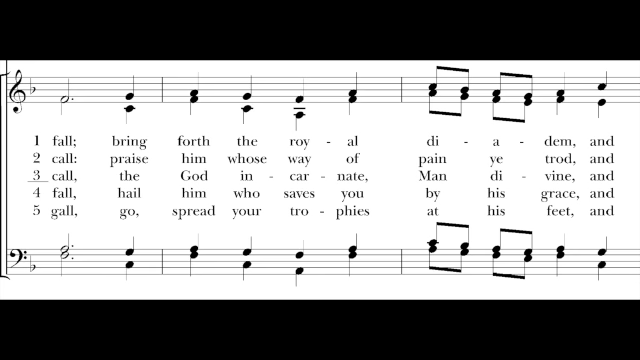 1 fall; bring forth the roy - al di - a - dem, and
2 call: praise him whose way of pain ye trod, and
3 call, the God in - car - nate, Man di - vine, and
4 fall, hail him who saves you by his grace, and
5 gall, go, spread your tro - phies at his feet, and